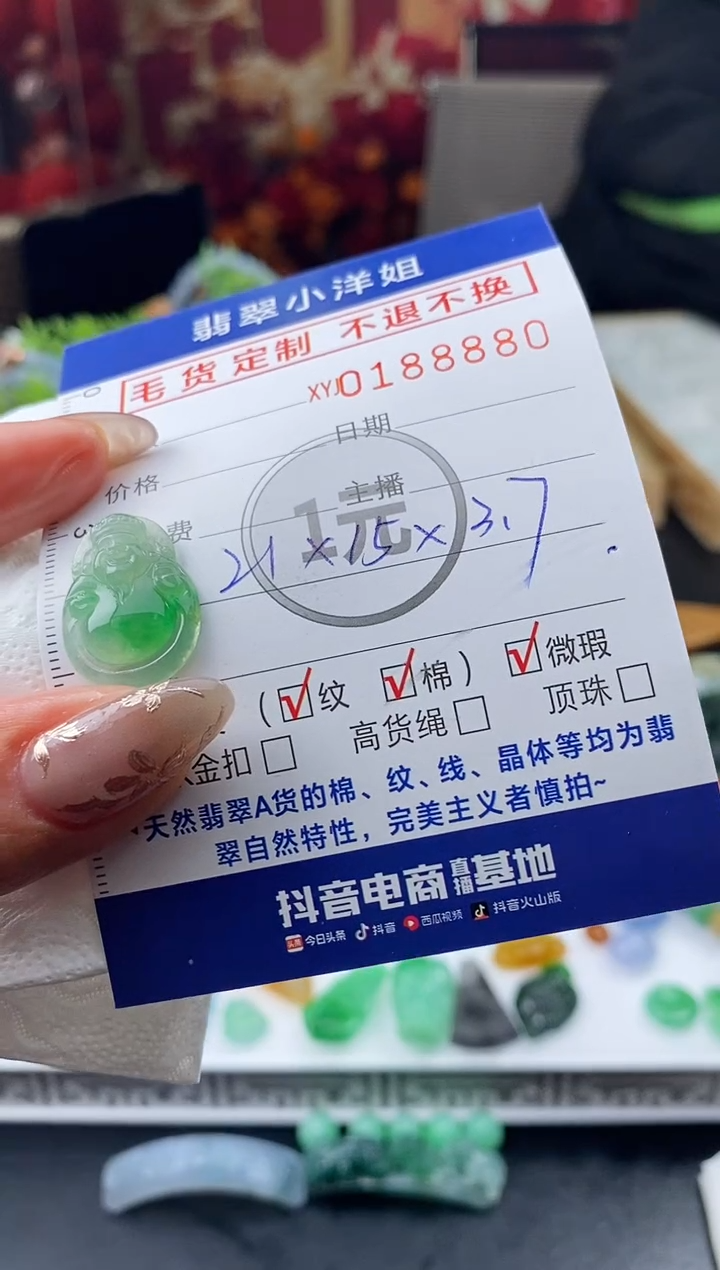 翡翠小洋姐
毛货定制 不退不换
XYJ0188880
日期
价格
主播
费
1元
21×15×3.7
(☑纹 ☑棉) ☑微瑕
金扣□ 高货绳□ 顶珠□
天然翡翠A货的棉、纹、线、晶体等均为翡
翠自然特性，完美主义者慎拍~
抖音电商直播基地
头条 今日头条 抖音 西瓜视频 抖音火山版